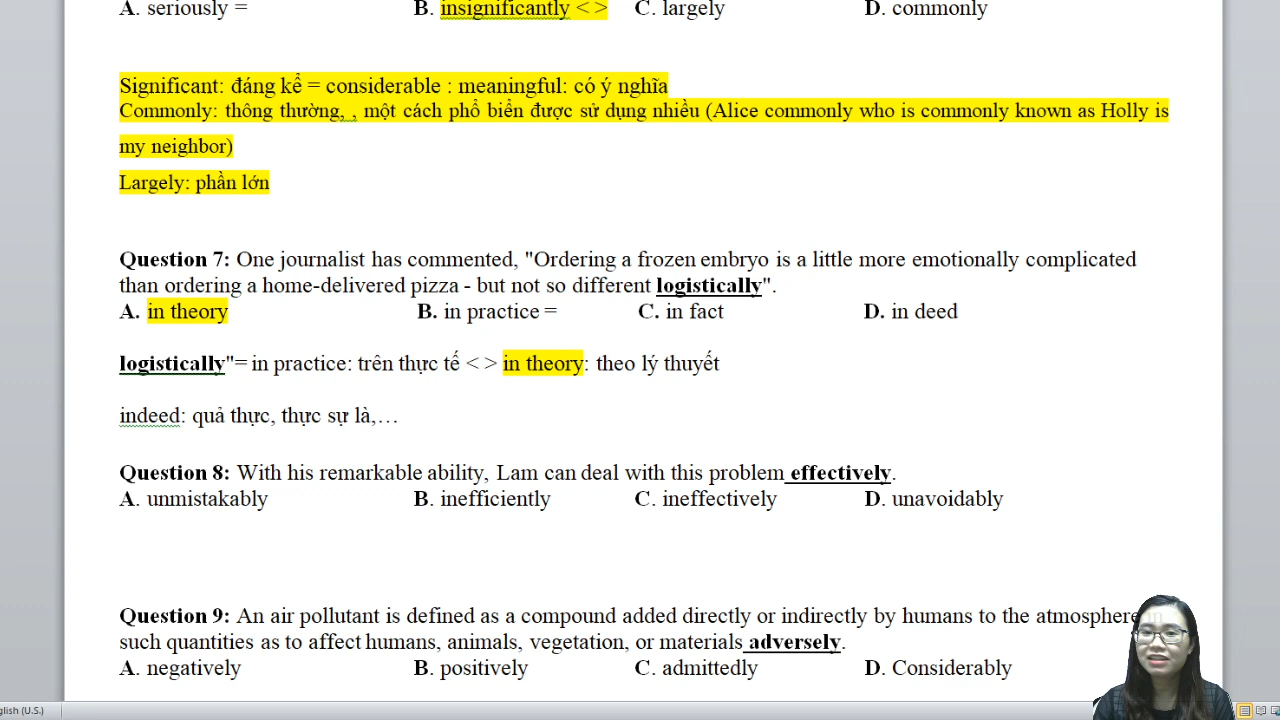 A. seriously = B. insignificantly < > C. largely D. commonly
Significant: đáng kể = considerable : meaningful: có ý nghĩa
Commonly: thông thường, , một cách phổ biến được sử dụng nhiều (Alice commonly who is commonly known as Holly is
my neighbor)
Largely: phần lớn
Question 7: One journalist has commented, "Ordering a frozen embryo is a little more emotionally complicated
than ordering a home-delivered pizza - but not so different logistically".
A. in theory B. in practice = C. in fact D. in deed
logistically"= in practice: trên thực tế < > in theory: theo lý thuyết
indeed: quả thực, thực sự là,…
Question 8: With his remarkable ability, Lam can deal with this problem effectively.
A. unmistakably B. inefficiently C. ineffectively D. unavoidably
Question 9: An air pollutant is defined as a compound added directly or indirectly by humans to the atmosphere
such quantities as to affect humans, animals, vegetation, or materials adversely.
A. negatively B. positively C. admittedly D. Considerably
glish (U.S.)